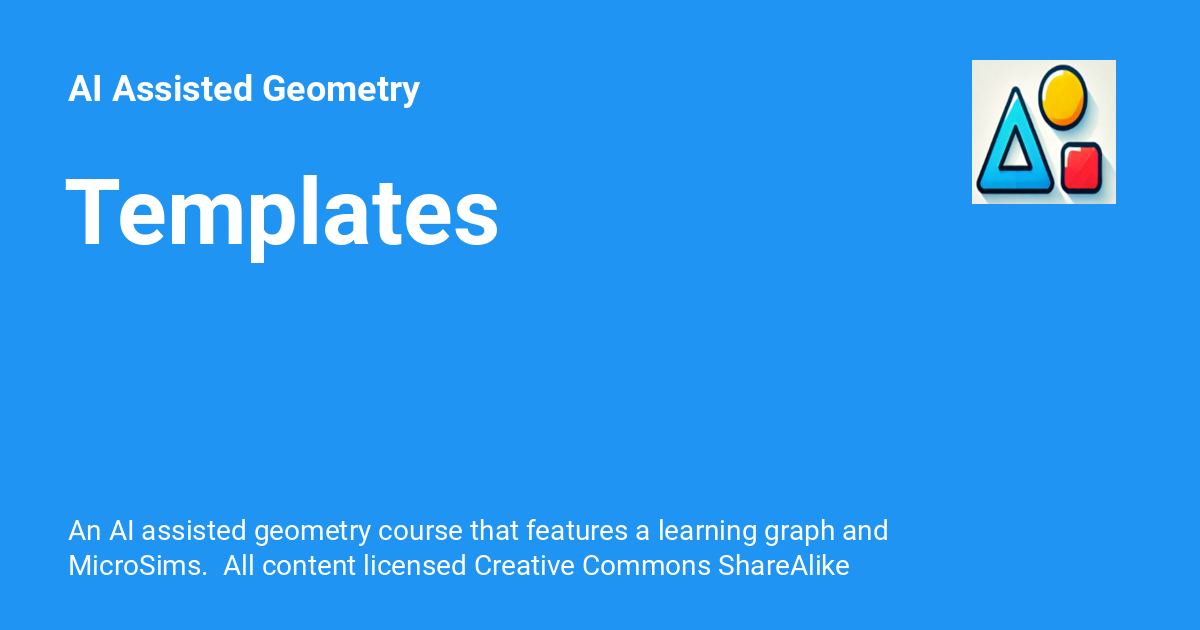 AI Assisted Geometry
Templates
An AI assisted geometry course that features a learning graph and
MicroSims.  All content licensed Creative Commons ShareAlike